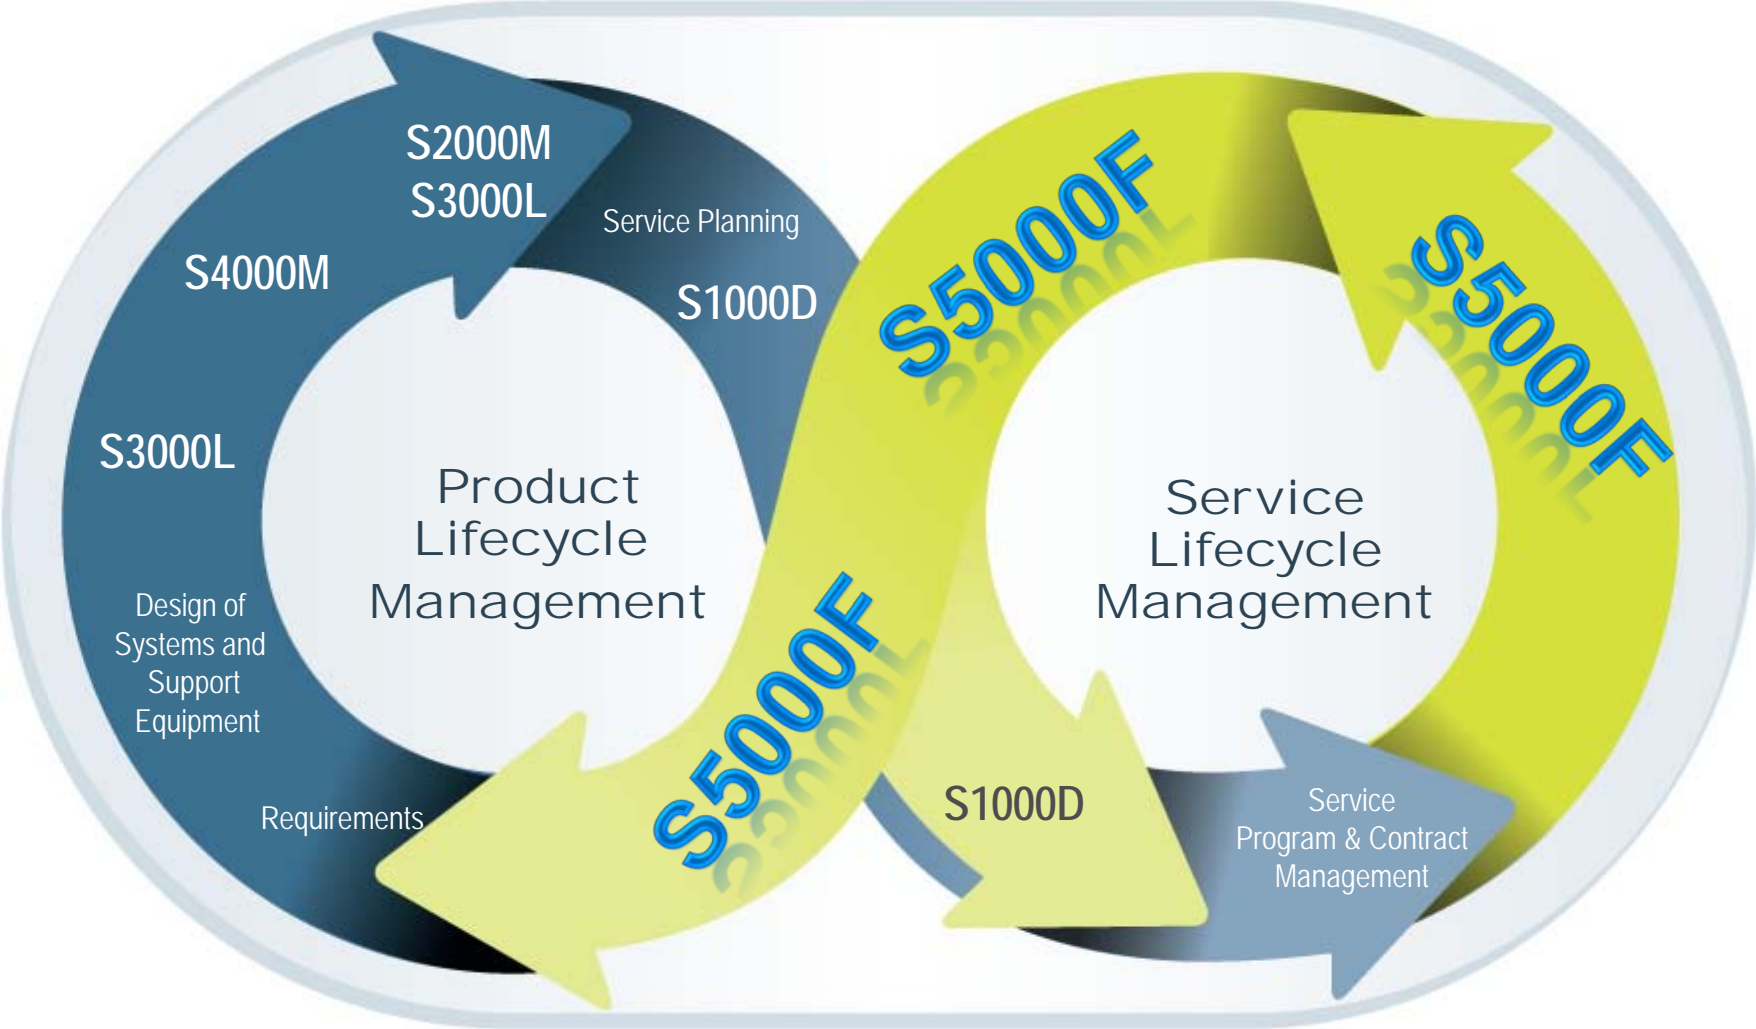 S2000M
S3000L
Service Planning
S1000D
S4000M
S3000L
Design of
Systems and
Support
Equipment
Requirements
Product
Lifecycle
Management
S5000F
S5000F
S5000F
Service
Lifecycle
Management
S1000D
Service
Program & Contract
Management